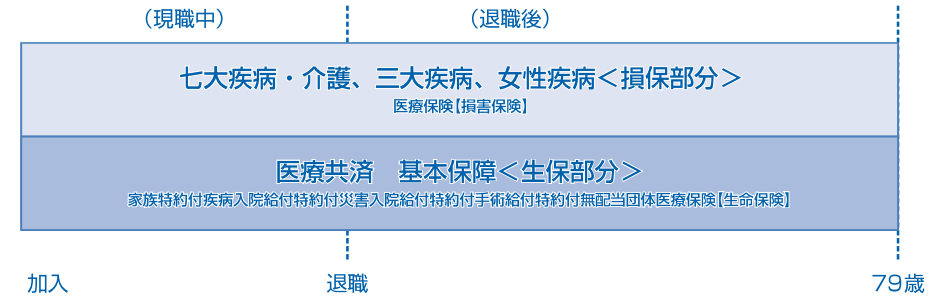 (現職中)
(退職後)
七大疾病・介護、三大疾病、女性疾病＜損保部分＞
医療保険【損害保険】
医療共済　基本保障＜生保部分＞
家族特約付疾病入院給付特約付災害入院給付特約付手術給付特約付無配当団体医療保険【生命保険】
加入
退職
79歳